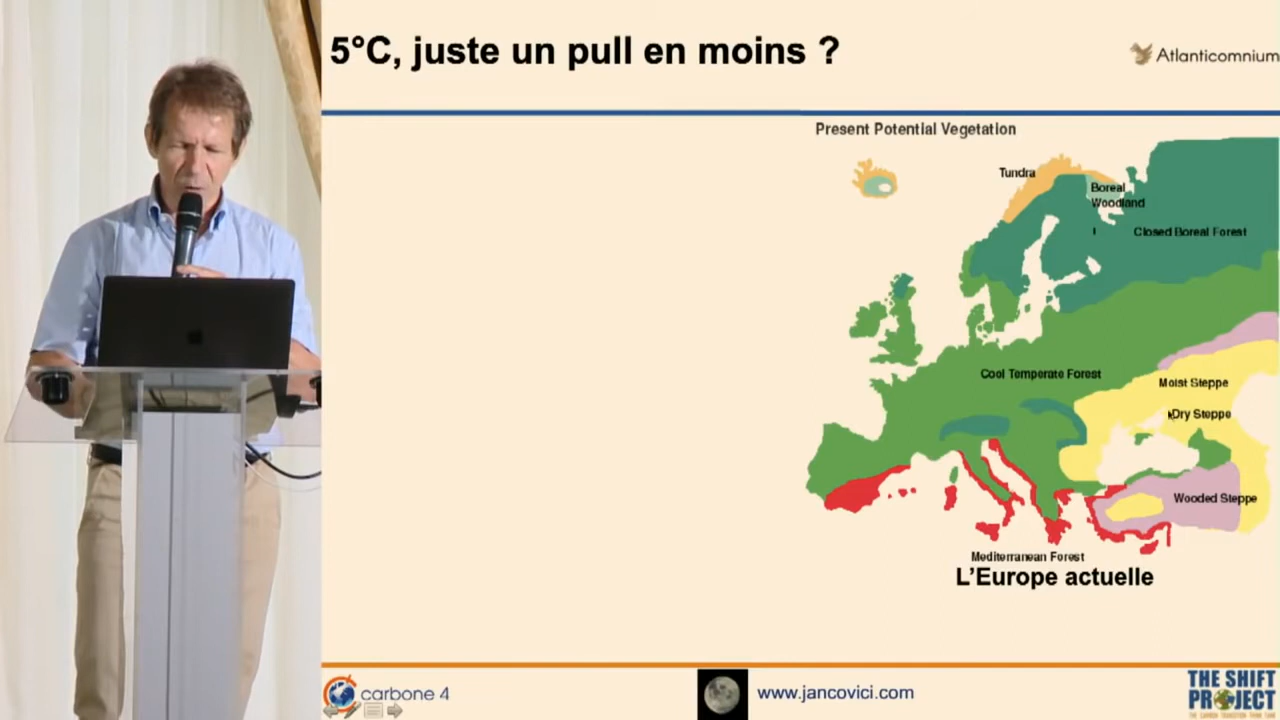 5°C, juste un pull en moins ?
Atlanticomnium
Present Potential Vegetation
Tundra
Boreal
Woodland
Closed Boreal Forest
Cool Temperate Forest
Moist Steppe
Dry Steppe
Wooded Steppe
Mediterranean Forest
L'Europe actuelle
carbone 4
www.jancovici.com
THE SHIFT
PROJECT